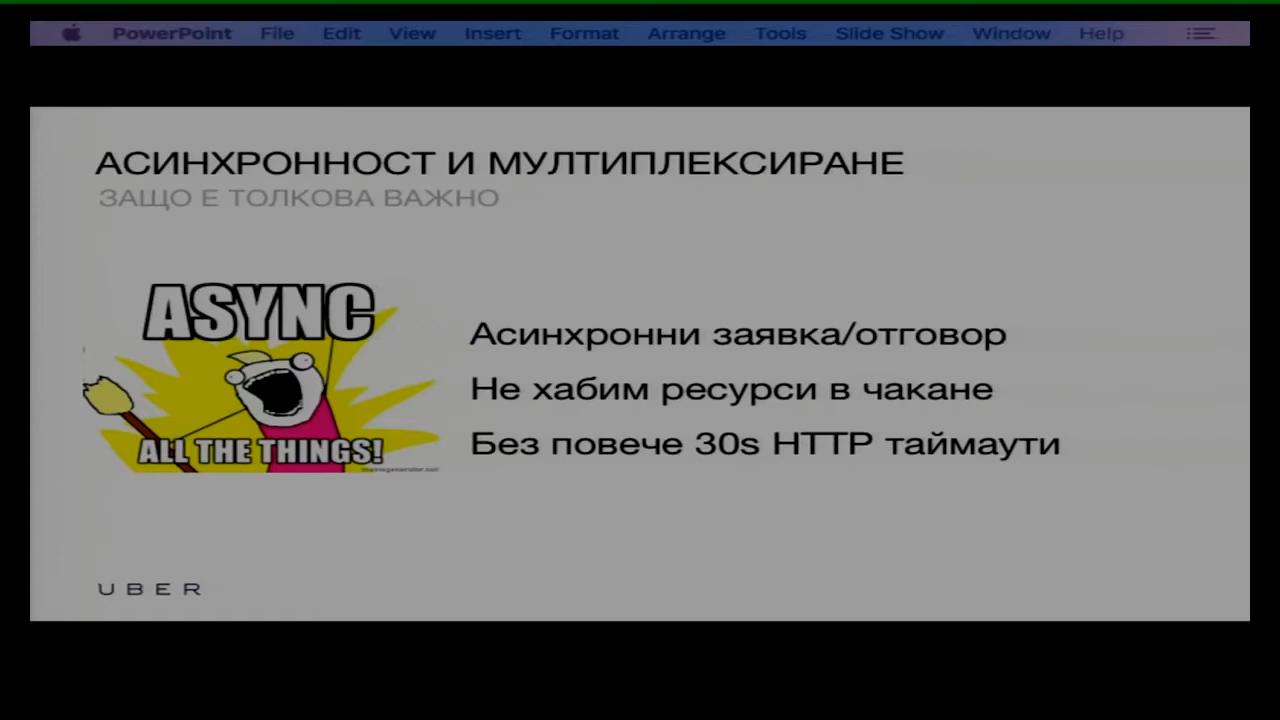 PowerPoint File Edit View Insert Format Arrange Tools Slide Show Window Help
АСИНХРОННОСТ И МУЛТИПЛЕКСИРАНЕ
ЗАЩО Е ТОЛКОВА ВАЖНО
ASYNC
ALL THE THINGS!
Асинхронни заявка/отговор
Не хабим ресурси в чакане
Без повече 30s HTTP таймаути
UBER